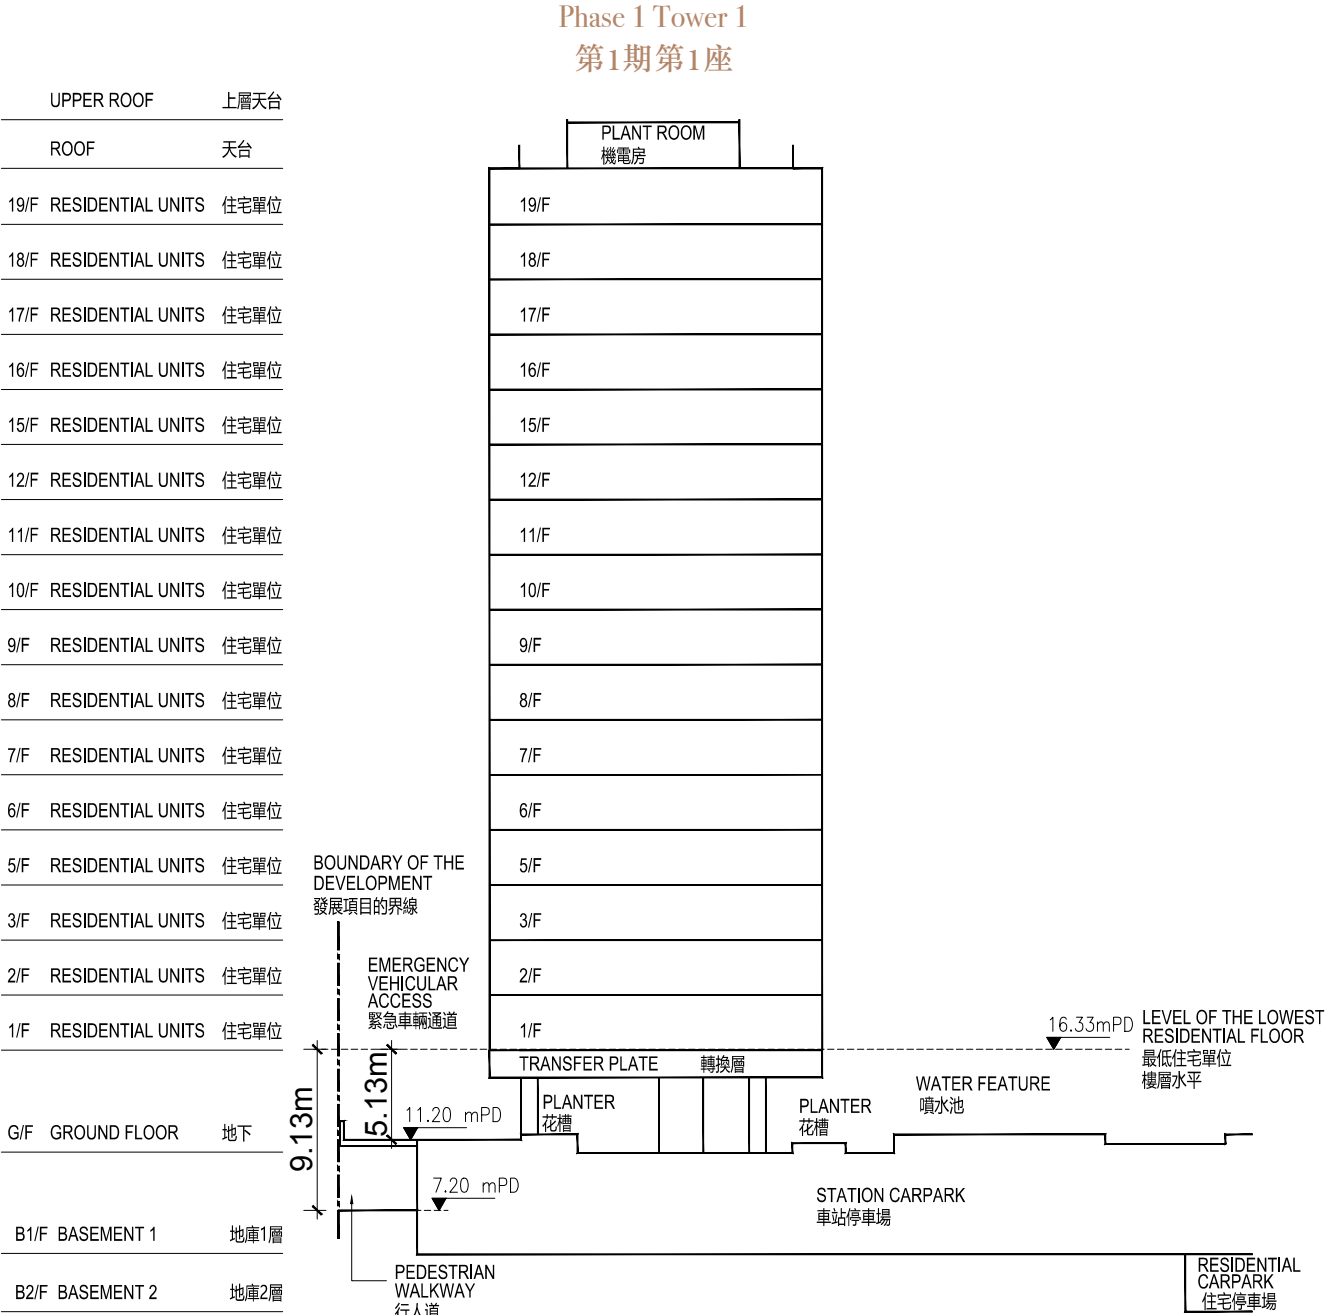 Phase 1 Tower 1
第1期第1座
UPPER ROOF 上層天台
ROOF 天台
19/F RESIDENTIAL UNITS 住宅單位
18/F RESIDENTIAL UNITS 住宅單位
17/F RESIDENTIAL UNITS 住宅單位
16/F RESIDENTIAL UNITS 住宅單位
15/F RESIDENTIAL UNITS 住宅單位
12/F RESIDENTIAL UNITS 住宅單位
11/F RESIDENTIAL UNITS 住宅單位
10/F RESIDENTIAL UNITS 住宅單位
9/F RESIDENTIAL UNITS 住宅單位
8/F RESIDENTIAL UNITS 住宅單位
7/F RESIDENTIAL UNITS 住宅單位
6/F RESIDENTIAL UNITS 住宅單位
5/F RESIDENTIAL UNITS 住宅單位
3/F RESIDENTIAL UNITS 住宅單位
2/F RESIDENTIAL UNITS 住宅單位
1/F RESIDENTIAL UNITS 住宅單位
G/F GROUND FLOOR 地下
B1/F BASEMENT 1 地庫1層
B2/F BASEMENT 2 地庫2層
PLANT ROOM
機電房
19/F
18/F
17/F
16/F
15/F
12/F
11/F
10/F
9/F
8/F
7/F
6/F
5/F
3/F
2/F
1/F
TRANSFER PLATE 轉換層
BOUNDARY OF THE
DEVELOPMENT
發展項目的界線
EMERGENCY
VEHICULAR
ACCESS
緊急車輛通道
9.13m
5.13m
11.20 mPD
7.20 mPD
PLANTER
花槽
PLANTER
花槽
WATER FEATURE
噴水池
16.33mPD
LEVEL OF THE LOWEST
RESIDENTIAL FLOOR
最低住宅單位
樓層水平
STATION CARPARK
車站停車場
PEDESTRIAN
WALKWAY
行人道
RESIDENTIAL
CARPARK
住宅停車場